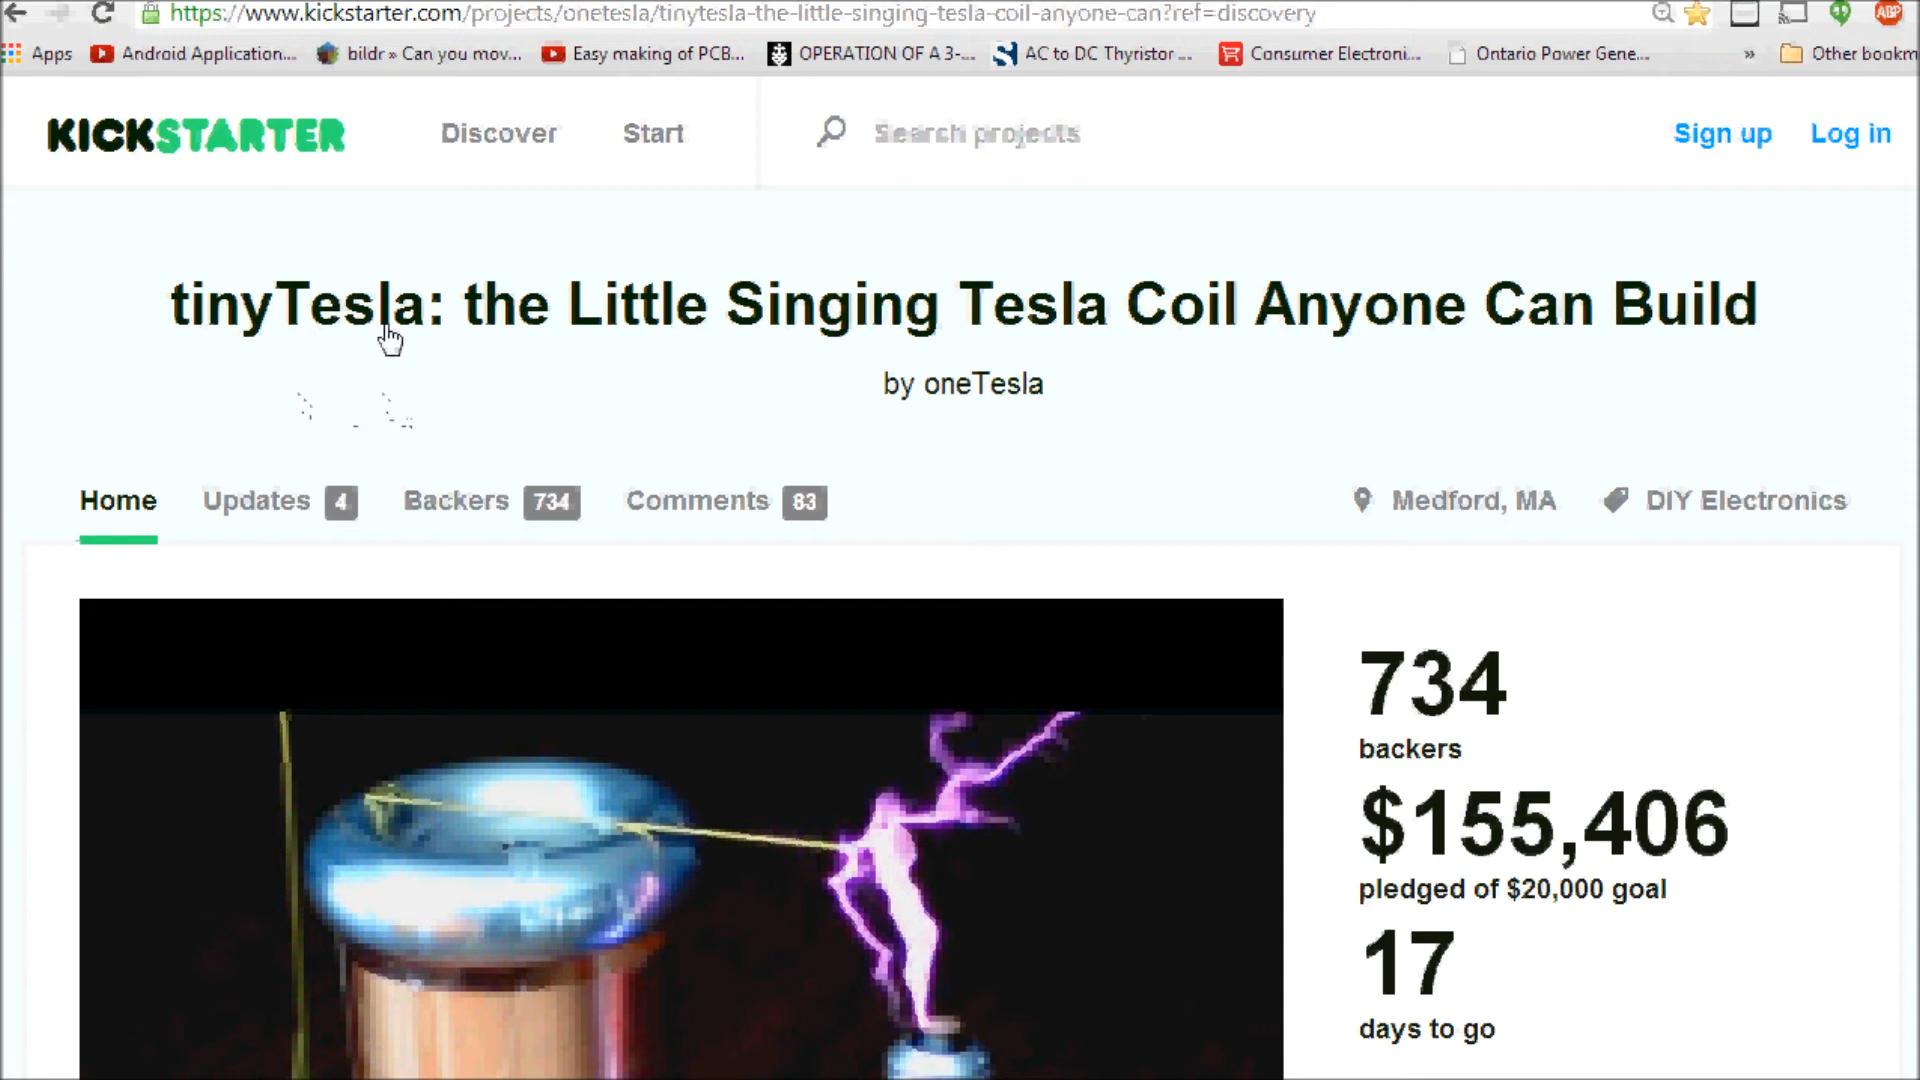 https://www.kickstarter.com/projects/onetesla/tinytesla-the-little-singing-tesla-coil-anyone-can?ref=discovery
ABP
Apps Android Application... bildr » Can you mov... Easy making of PCB... OPERATION OF A 3-... AC to DC Thyristor ... Consumer Electroni... Ontario Power Gene... » Other bookm
KICKSTARTER Discover Start Search projects Sign up Log in
tinyTesla: the Little Singing Tesla Coil Anyone Can Build
by oneTesla
Home Updates 4 Backers 734 Comments 83 Medford, MA DIY Electronics
734
backers
$155,406
pledged of $20,000 goal
17
days to go